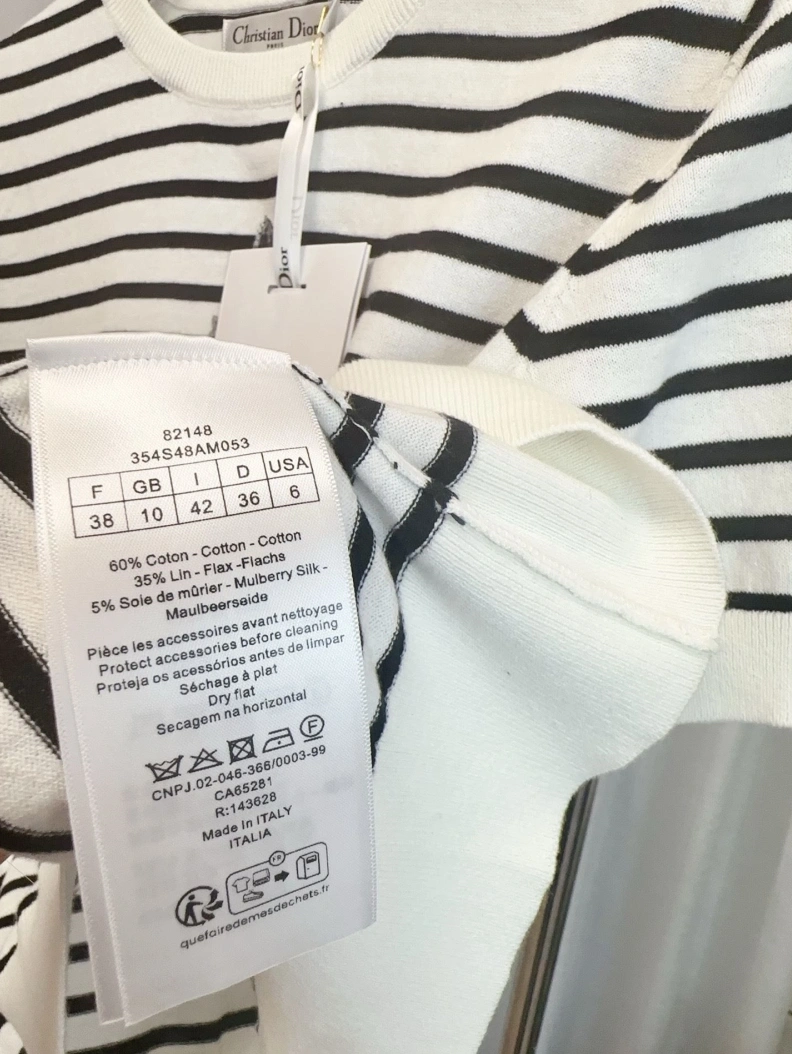 Christian Dior
PARIS
Dior
Dior
Dior
82148
354S48AM053
F GB I D USA
38 10 42 36 6
60% Coton - Cotton - Cotton
35% Lin - Flax -Flachs
5% Soie de mûrier - Mulberry Silk -
Maulbeerseide
Pièce les accessoires avant nettoyage
Protect accessories before cleaning
Proteja os acessórios antes de limpar
Séchage à plat
Dry flat
Secagem na horizontal
F
CNPJ.02-046-366/0003-99
CA65281
R:143628
Made In ITALY
ITALIA
FR
quefairedemesdechets.fr